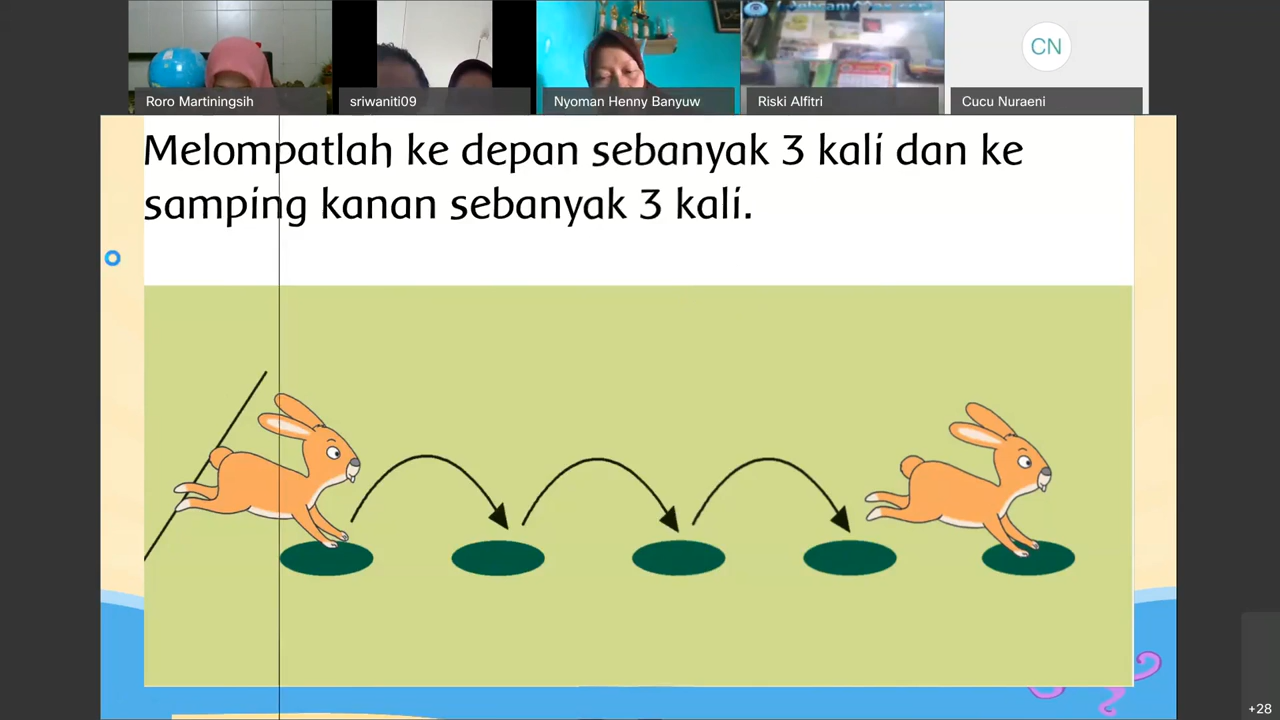 Roro Martiningsih
sriwaniti09
Nyoman Henny Banyuw
Riski Alfitri
CN
Cucu Nuraeni
Melompatlah ke depan sebanyak 3 kali dan ke
samping kanan sebanyak 3 kali.
+28